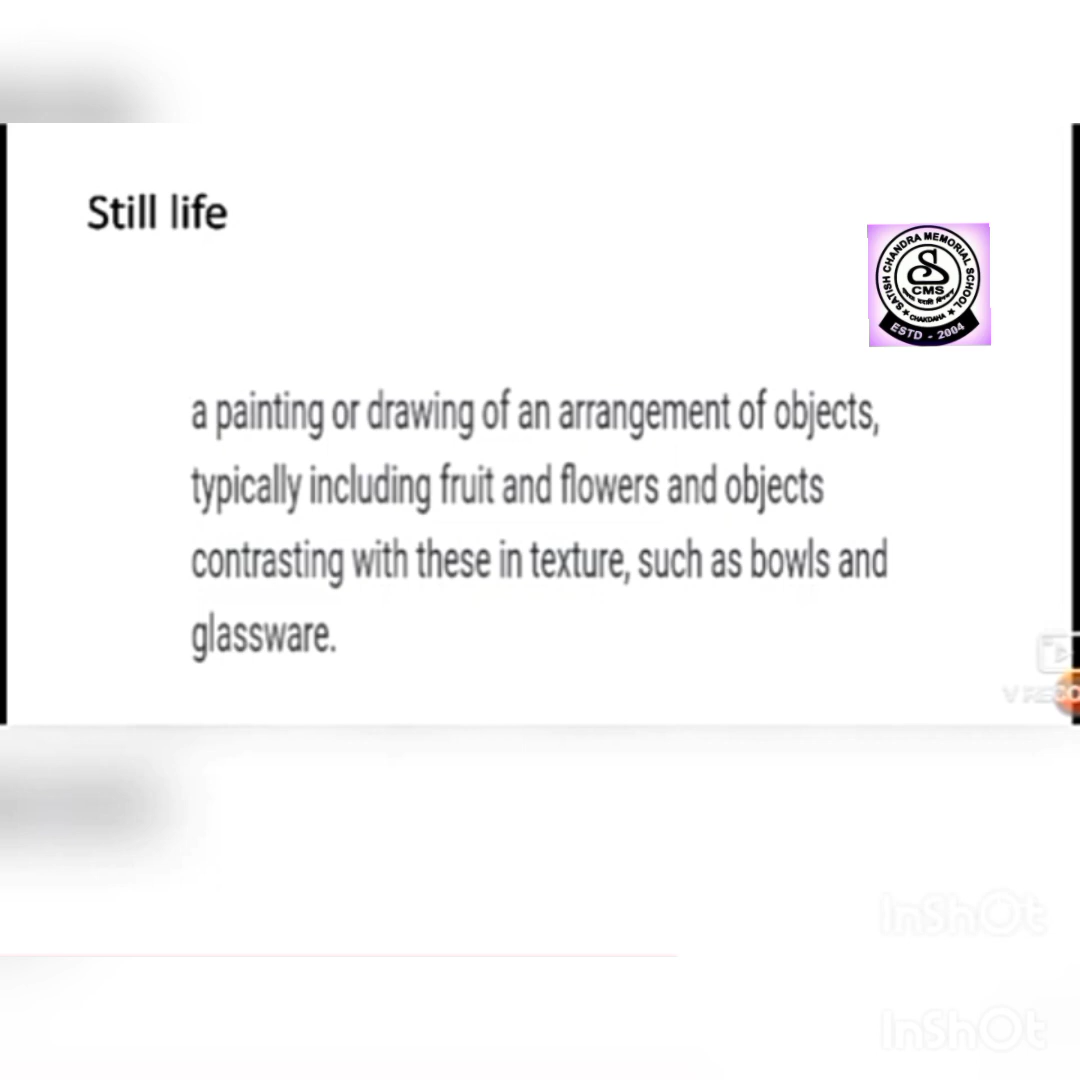 Still life
SATISH CHANDRA MEMORIAL SCHOOL
S
CMS
★ CHAKDAHA ★
ESTD - 2004
a painting or drawing of an arrangement of objects,
typically including fruit and flowers and objects
contrasting with these in texture, such as bowls and
glassware.
V RECO
InShOt
InShOt